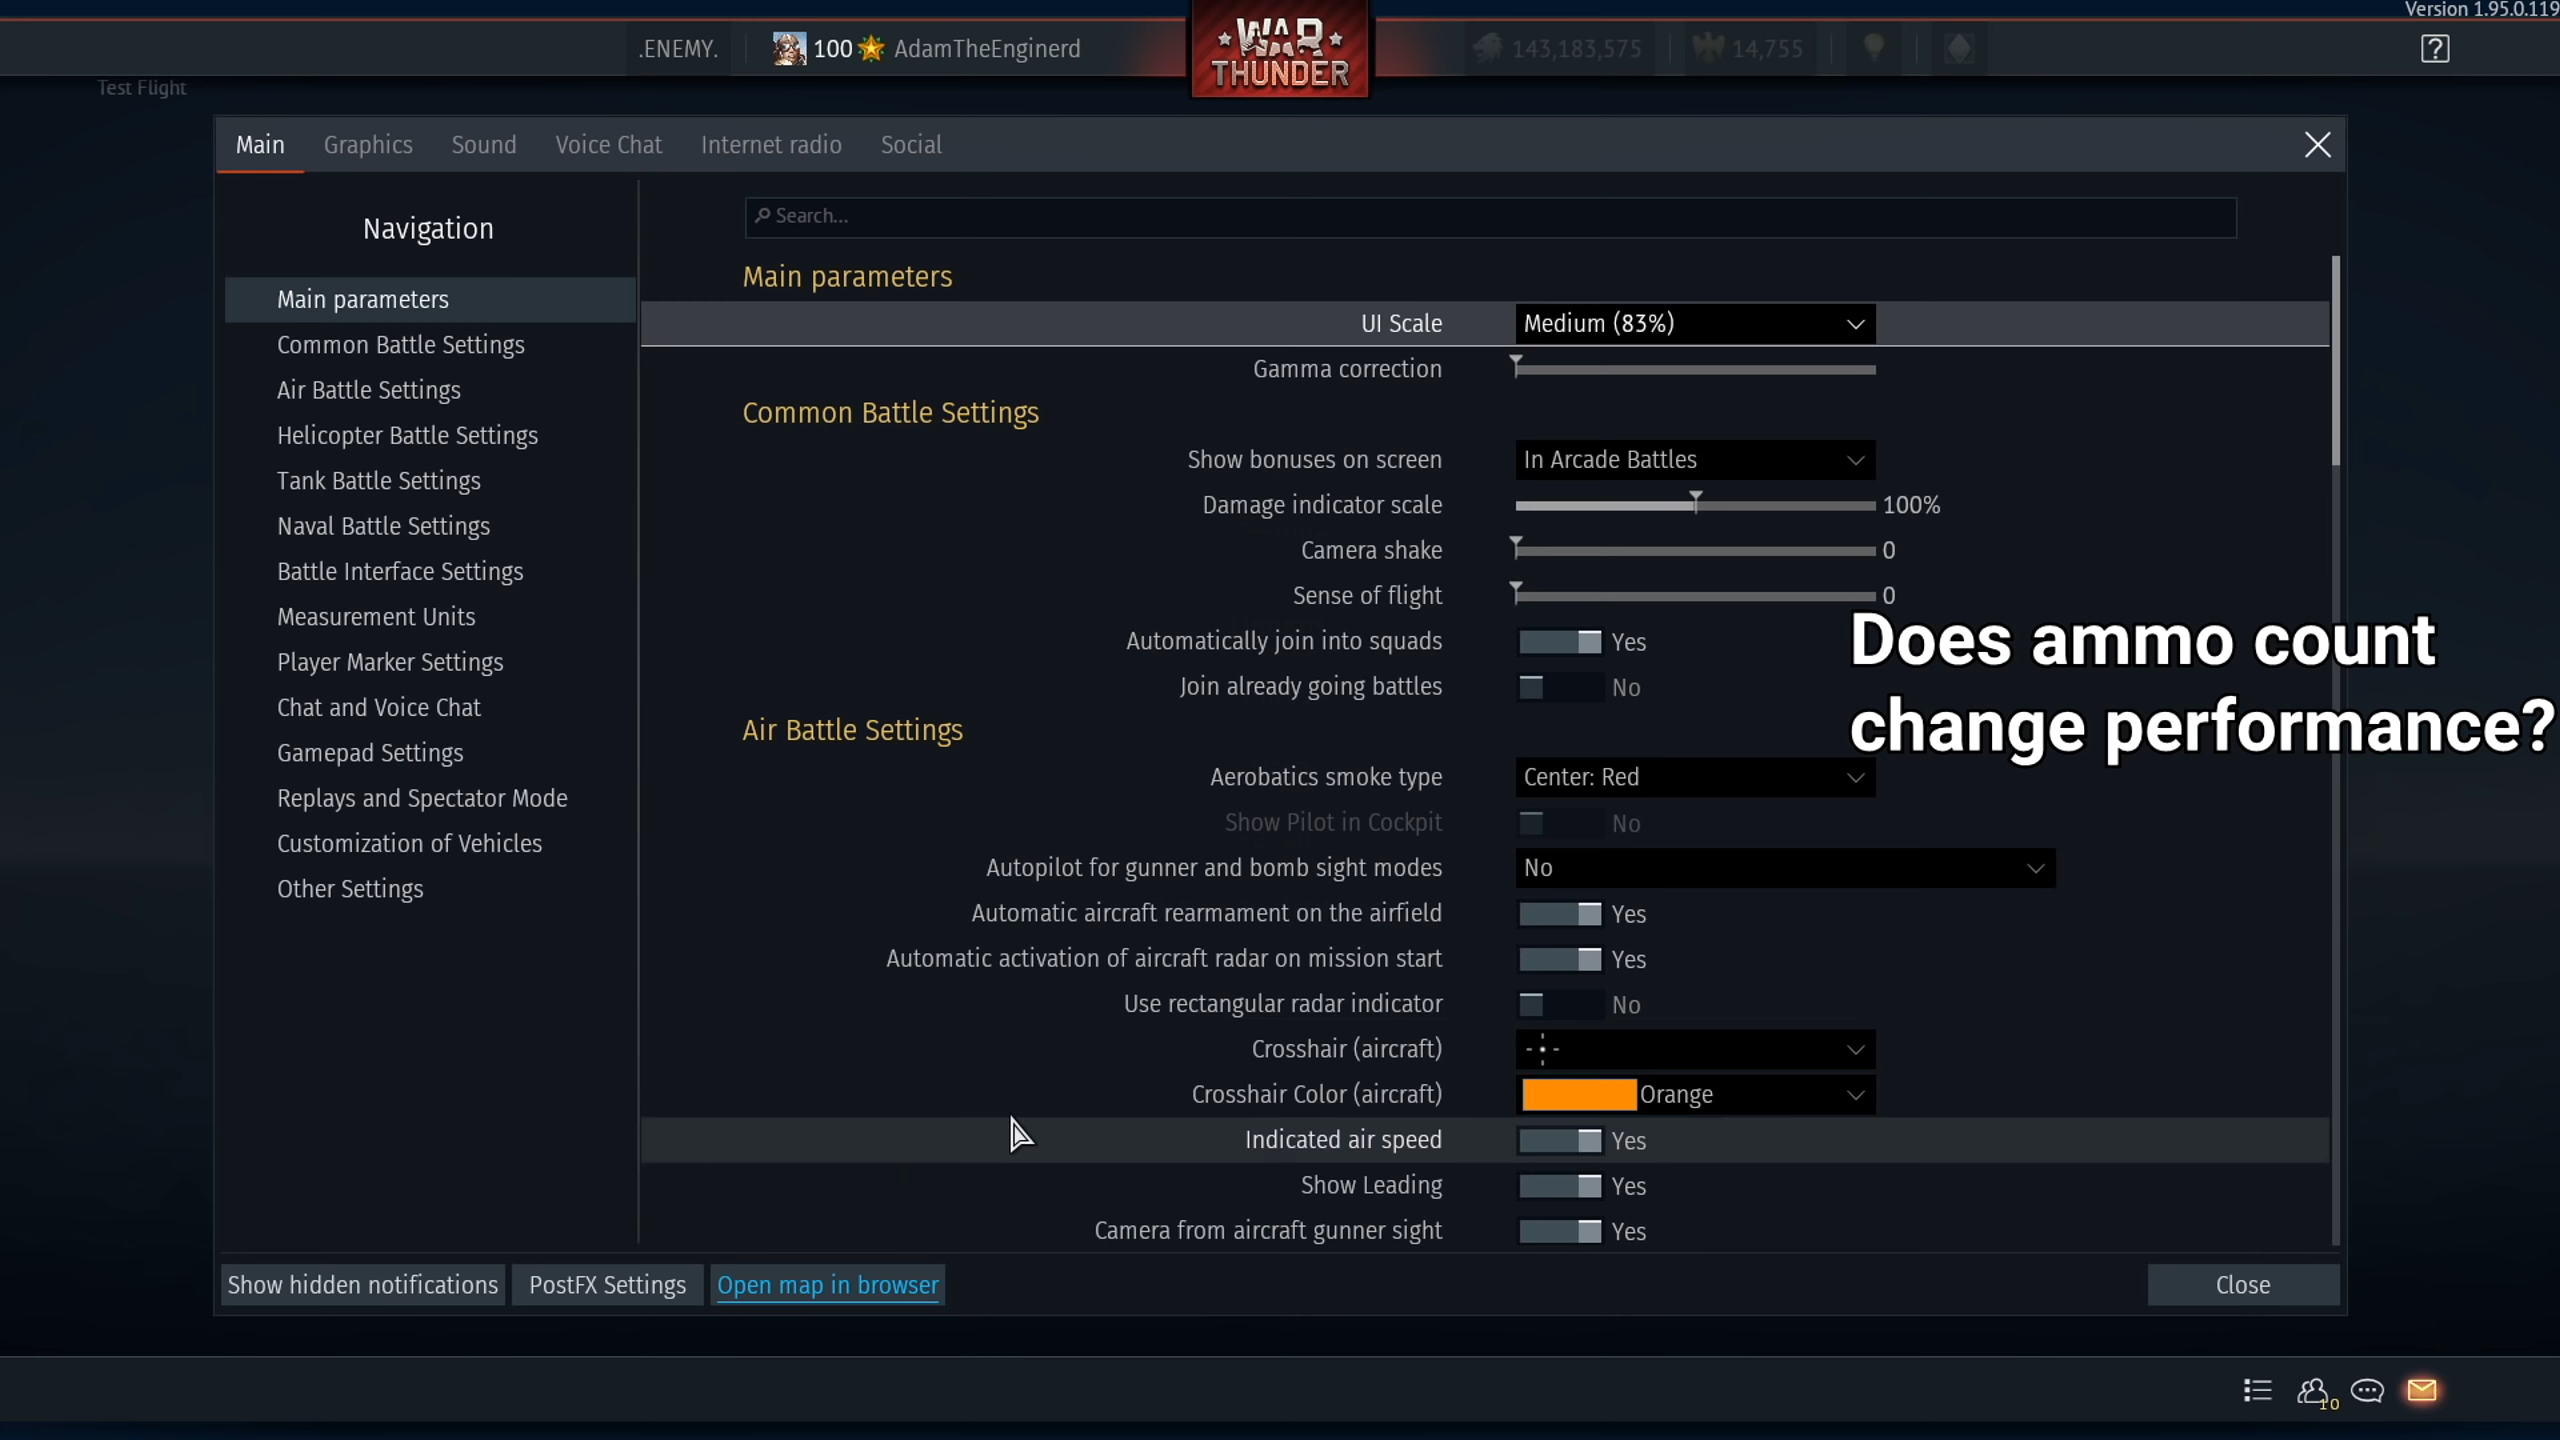 Version 1.95.0.119
.ENEMY.
100 AdamTheEnginerd
WAR THUNDER
143,183,575
14,755
?
Test Flight
Main Graphics Sound Voice Chat Internet radio Social
Navigation
Main parameters
Common Battle Settings
Air Battle Settings
Helicopter Battle Settings
Tank Battle Settings
Naval Battle Settings
Battle Interface Settings
Measurement Units
Player Marker Settings
Chat and Voice Chat
Gamepad Settings
Replays and Spectator Mode
Customization of Vehicles
Other Settings
Search...
Main parameters
UI Scale Medium (83%)
Gamma correction
Common Battle Settings
Show bonuses on screen In Arcade Battles
Damage indicator scale 100%
Camera shake 0
Sense of flight 0
Automatically join into squads Yes
Join already going battles No
Air Battle Settings
Aerobatics smoke type Center: Red
Show Pilot in Cockpit No
Autopilot for gunner and bomb sight modes No
Automatic aircraft rearmament on the airfield Yes
Automatic activation of aircraft radar on mission start Yes
Use rectangular radar indicator No
Crosshair (aircraft)
Crosshair Color (aircraft) Orange
Indicated air speed Yes
Show Leading Yes
Camera from aircraft gunner sight Yes
Does ammo count
change performance?
Show hidden notifications PostFX Settings Open map in browser Close
10